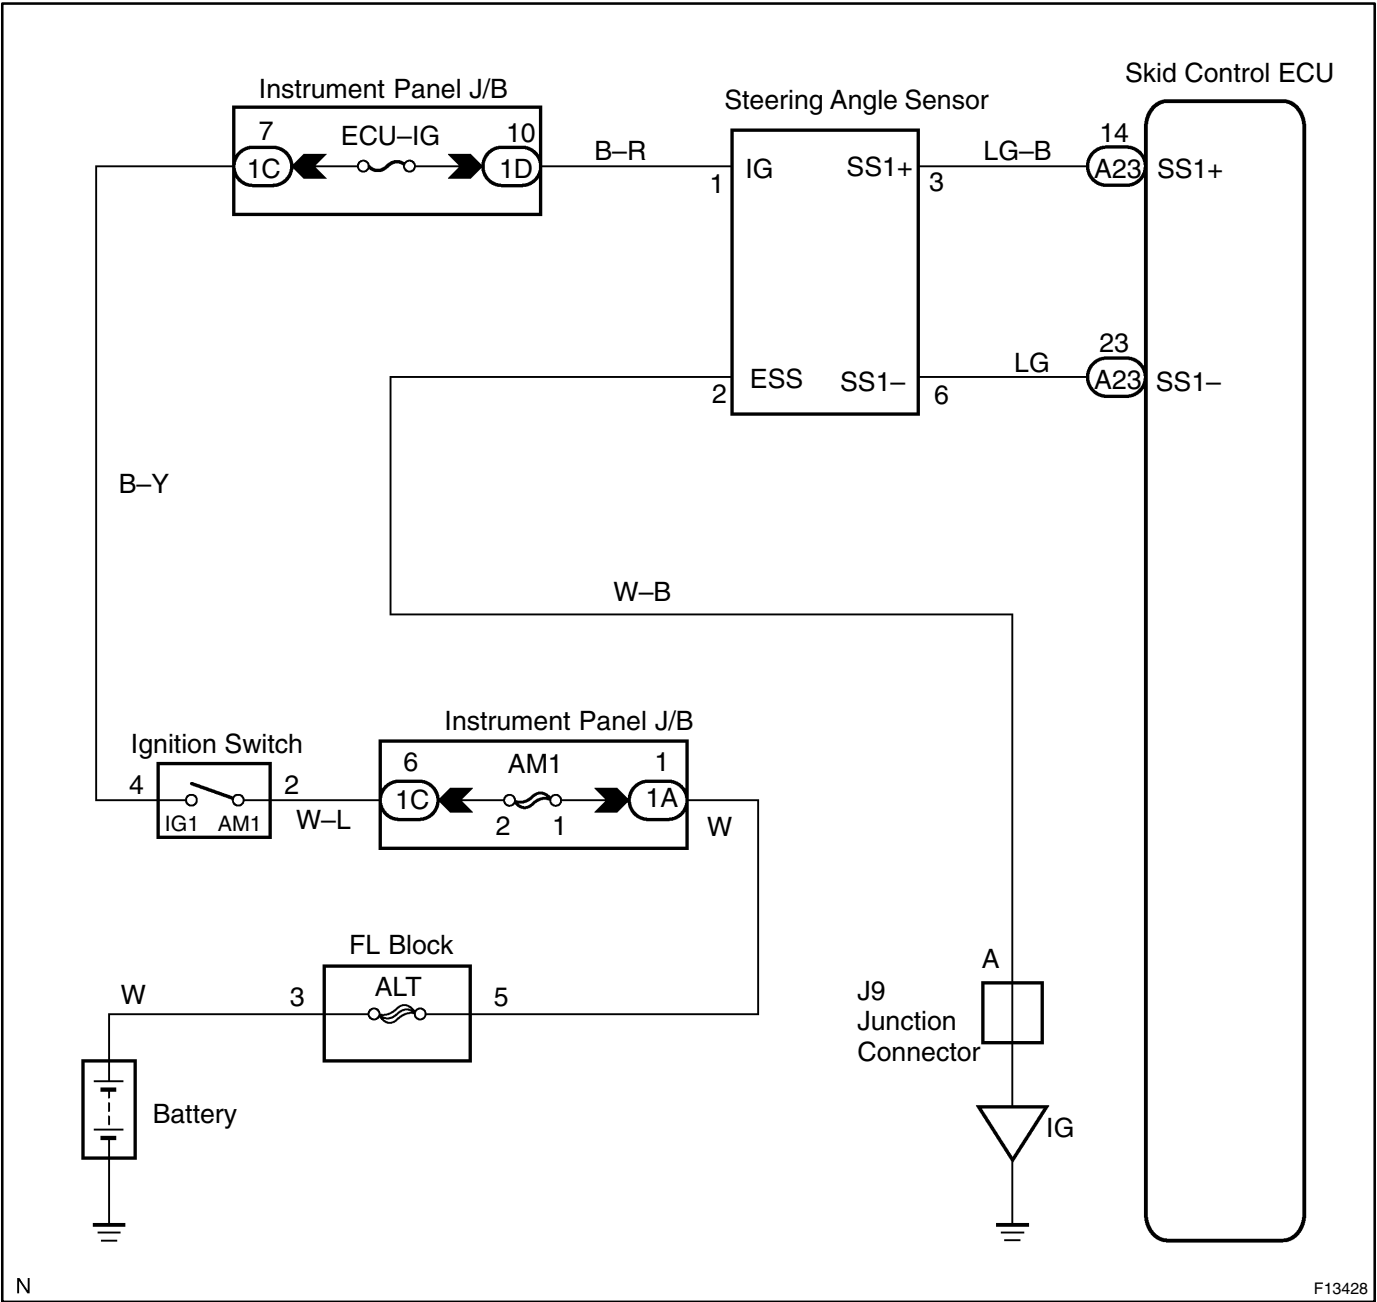 Skid Control ECU
Instrument Panel J/B
Steering Angle Sensor
7
ECU–IG
10
1C
1D
B–R
1
IG
SS1+
3
LG–B
14
A23
SS1+
2
ESS
SS1–
6
LG
23
A23
SS1–
B–Y
W–B
Instrument Panel J/B
Ignition Switch
4
IG1
AM1
2
W–L
6
AM1
1
1C
1A
2
1
W
FL Block
W
3
ALT
5
A
J9
Junction
Connector
Battery
IG
N
F13428